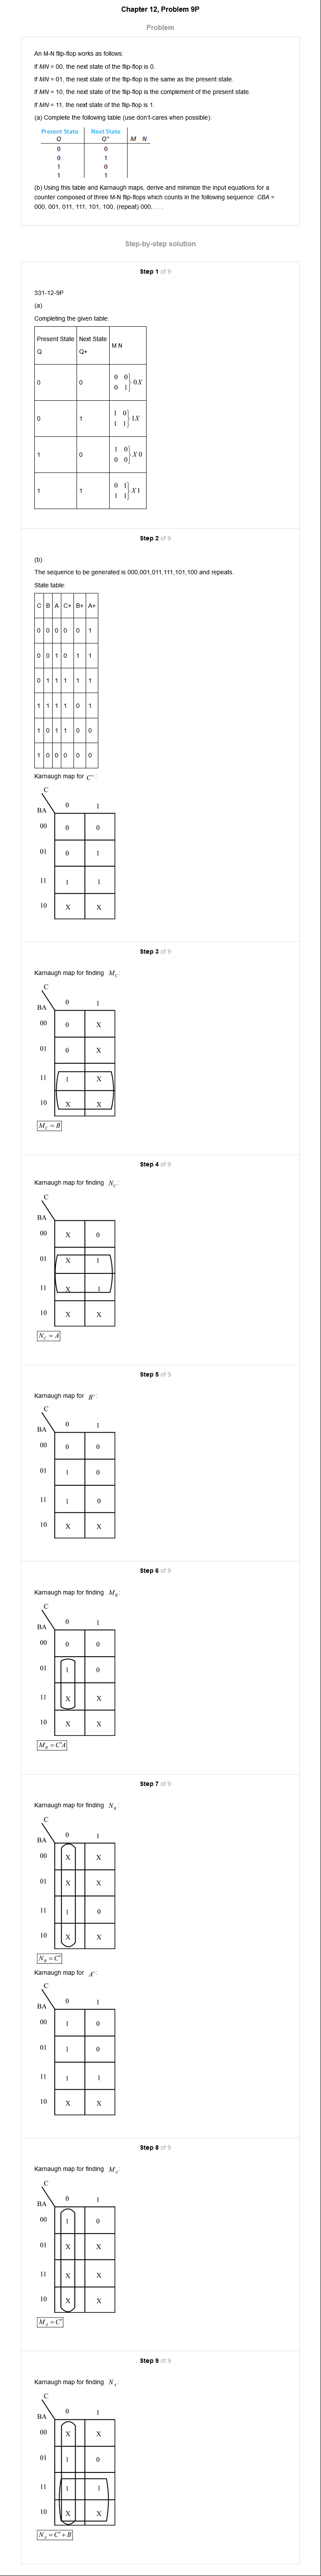 Chapter 12, Problem 9P
Problem
An M-N flip-flop works as follows:
If MN = 00, the next state of the flip-flop is 0.
If MN = 01, the next state of the flip-flop is the same as the present state.
If MN = 10, the next state of the flip-flop is the complement of the present state.
If MN = 11, the next state of the flip-flop is 1.
(a) Complete the following table (use don't-cares when possible):
Present State Next State
Q Q+ M N
0 0
0 1
1 0
1 1
(b) Using this table and Karnaugh maps, derive and minimize the input equations for a
counter composed of three M-N flip-flops which counts in the following sequence: CBA =
000, 001, 011, 111, 101, 100, (repeat) 000, . . .
Step-by-step solution
Step 1 of 9
331-12-9P
(a)
Completing the given table:
Present State Next State M N
Q Q+
0 0 0 0
0 1 } 0X
0 1 1 0
1 1 } 1X
1 0 1 0
0 0 } X 0
1 1 0 1
1 1 } X1
Step 2 of 9
(b)
The sequence to be generated is 000,001,011,111,101,100 and repeats.
State table:
C B A C+ B+ A+
0 0 0 0 0 1
0 0 1 0 1 1
0 1 1 1 1 1
1 1 1 1 0 1
1 0 1 1 0 0
1 0 0 0 0 0
Karnaugh map for C+:
C
BA 0 1
00 0 0
01 0 1
11 1 1
10 X X
Step 3 of 9
Karnaugh map for finding M_C:
C
BA 0 1
00 0 X
01 0 X
11 1 X
10 X X
M_C = B
Step 4 of 9
Karnaugh map for finding N_C:
C
BA 0 1
00 X 0
01 X 1
11 X 1
10 X X
N_C = A
Step 5 of 9
Karnaugh map for B+:
C
BA 0 1
00 0 0
01 1 0
11 1 0
10 X X
Step 6 of 9
Karnaugh map for finding M_B:
C
BA 0 1
00 0 0
01 1 0
11 X X
10 X X
M_B = C'A
Step 7 of 9
Karnaugh map for finding N_B:
C
BA 0 1
00 X X
01 X X
11 1 0
10 X X
N_B = C'
Karnaugh map for A+:
C
BA 0 1
00 1 0
01 1 0
11 1 1
10 X X
Step 8 of 9
Karnaugh map for finding M_A:
C
BA 0 1
00 1 0
01 X X
11 X X
10 X X
M_A = C'
Step 9 of 9
Karnaugh map for finding N_A:
C
BA 0 1
00 X X
01 1 0
11 1 1
10 X X
N_A = C' + B